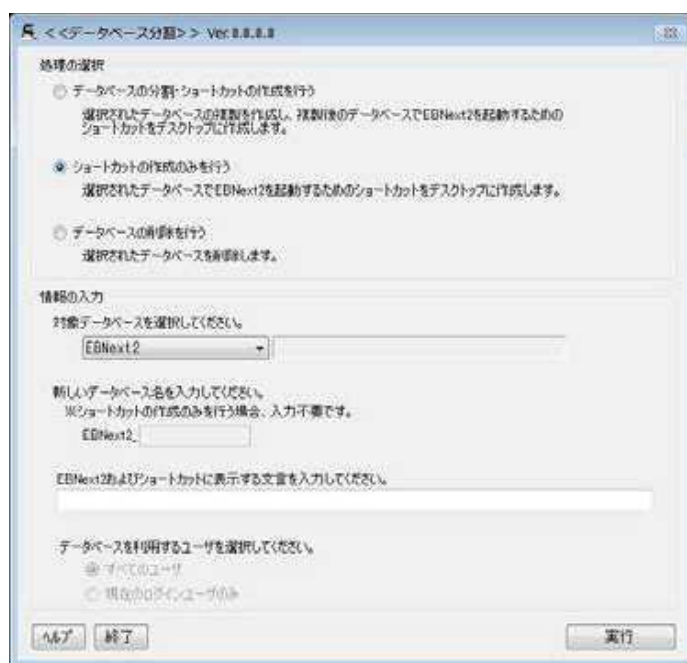 <<データベース分割>> Ver.8.8.8.8
処理の選択
データベースの分割・ショートカットの作成を行う
選択されたデータベースの複製を作成し、複製後のデータベースでEBNext2を起動するための
ショートカットをデスクトップに作成します。
ショートカットの作成のみを行う
選択されたデータベースでEBNext2を起動するためのショートカットをデスクトップに作成します。
データベースの削除を行う
選択されたデータベースを削除します。
情報の入力
対象データベースを選択してください。
EBNext2
新しいデータベース名を入力してください。
※ショートカットの作成のみを行う場合、入力不要です。
EBNext2_
EBNext2およびショートカットに表示する文言を入力してください。
データベースを利用するユーザを選択してください。
すべてのユーザ
現在のログインユーザのみ
ヘルプ 終了 実行